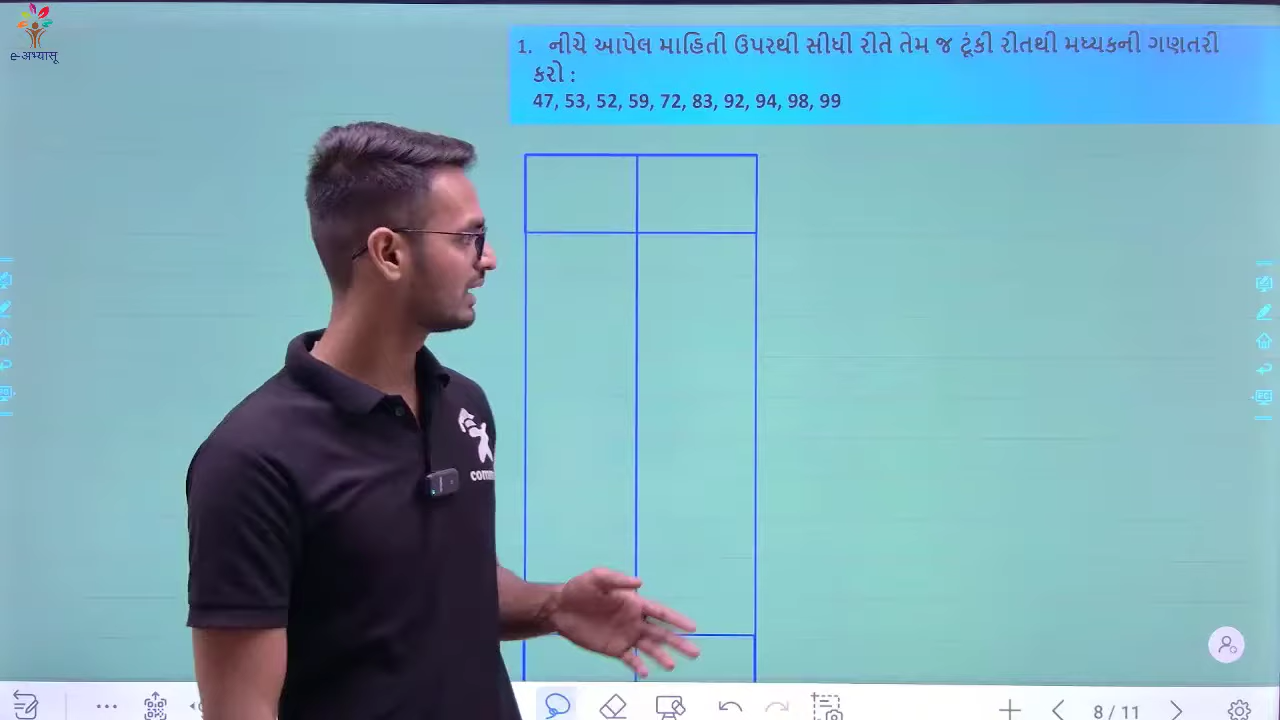 e-अभ्यासू
1. નીચે આપેલ માહિતી ઉપરથી સીધી રીતે તેમ જ ટૂંકી રીતથી મધ્યકની ગણતરી
કરો :
47, 53, 52, 59, 72, 83, 92, 94, 98, 99
8 / 11